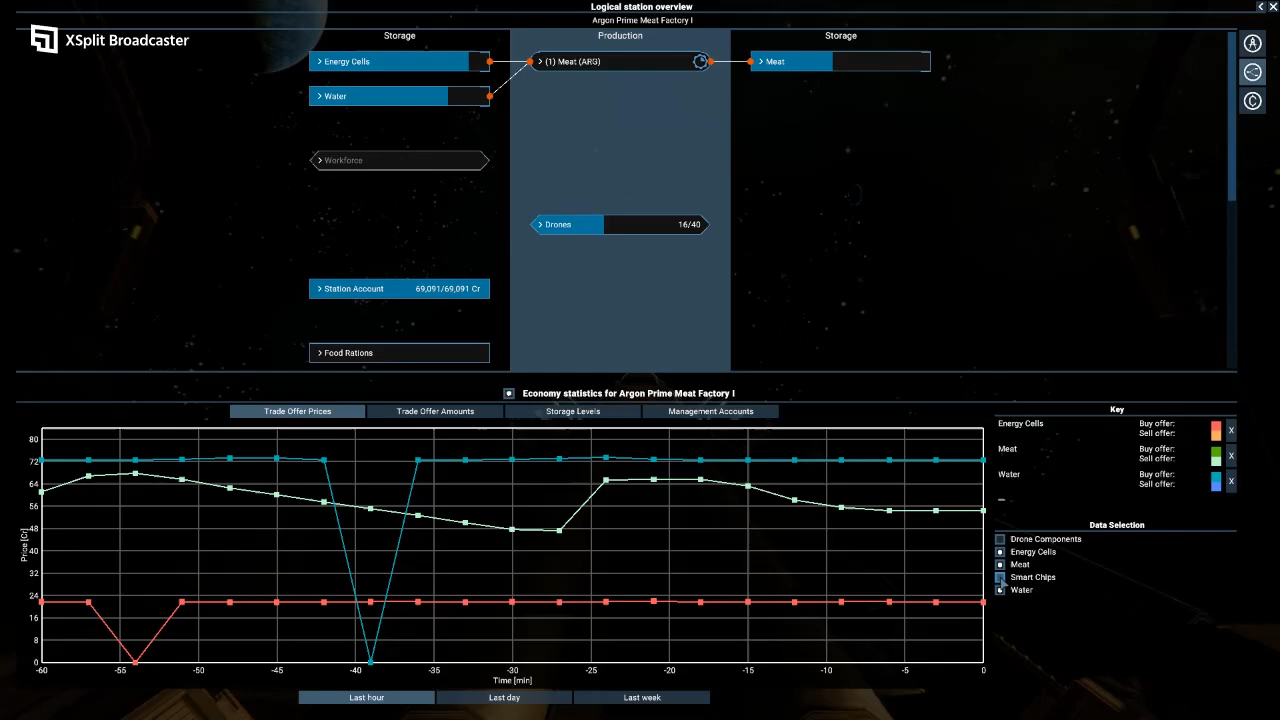 Logical station overview
Argon Prime Meat Factory I
XSplit Broadcaster
Storage
Production
Storage
Energy Cells
(1) Meat (ARG)
Meat
Water
Workforce
Drones 16/40
Station Account 69,091/69,091 Cr
Food Rations
Economy statistics for Argon Prime Meat Factory I
Trade Offer Prices
Trade Offer Amounts
Storage Levels
Management Accounts
Price [Cr]
80
72
64
56
48
40
32
24
16
8
0
-60 -55 -50 -45 -40 -35 -30 -25 -20 -15 -10 -5 0
Time [min]
Last hour
Last day
Last week
Key
Energy Cells Buy offer: X
Sell offer:
Meat Buy offer: X
Sell offer:
Water Buy offer: X
Sell offer:
Data Selection
Drone Components
Energy Cells
Meat
Smart Chips
Water